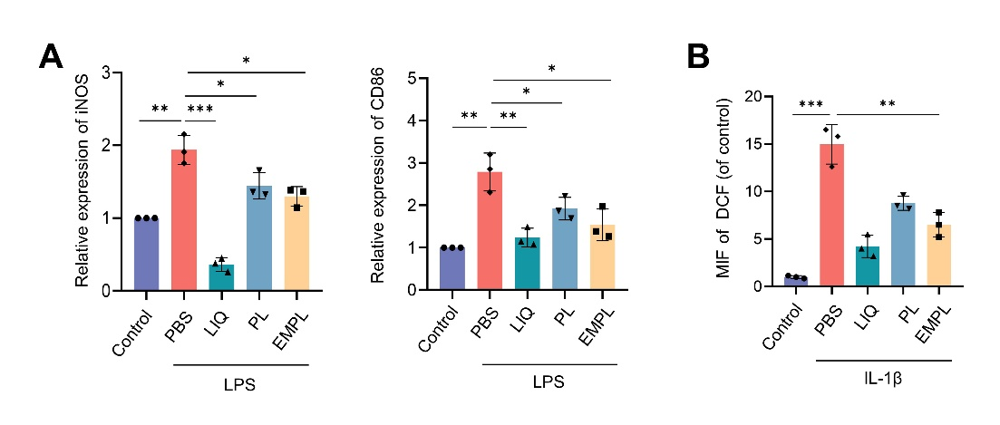 A
Relative expression of iNOS
3
2
1
0
*
*
** ***
Control
PBS
LIQ
PL
EMPL
LPS
Relative expression of CD86
5
4
3
2
1
0
*
*
** **
Control
PBS
LIQ
PL
EMPL
LPS
B
MIF of DCF (of control)
20
15
10
5
0
*** **
Control
PBS
LIQ
PL
EMPL
IL-1β